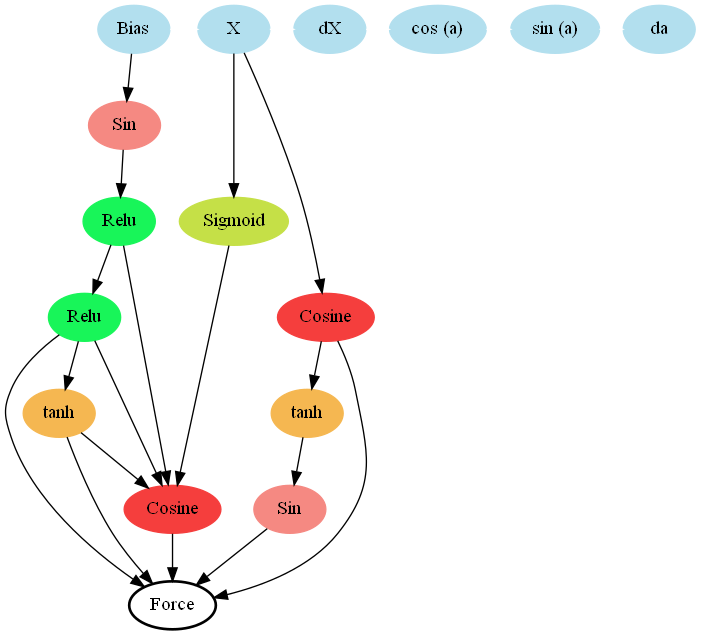 Bias
X
dX
cos (a)
sin (a)
da
Sin
Relu
Sigmoid
Relu
Cosine
tanh
tanh
Cosine
Sin
Force